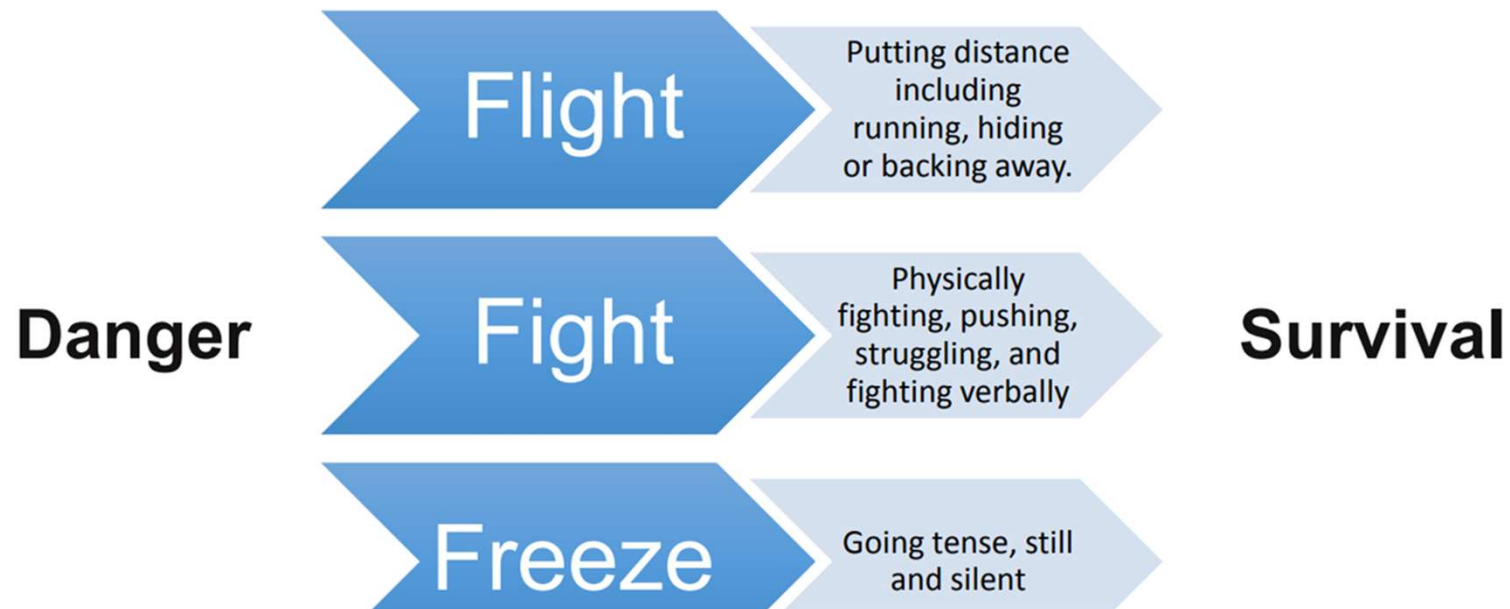 Flight
Putting distance
including
running, hiding
or backing away.
Danger
Fight
Physically
fighting, pushing,
struggling, and
fighting verbally
Survival
Freeze
Going tense, still
and silent